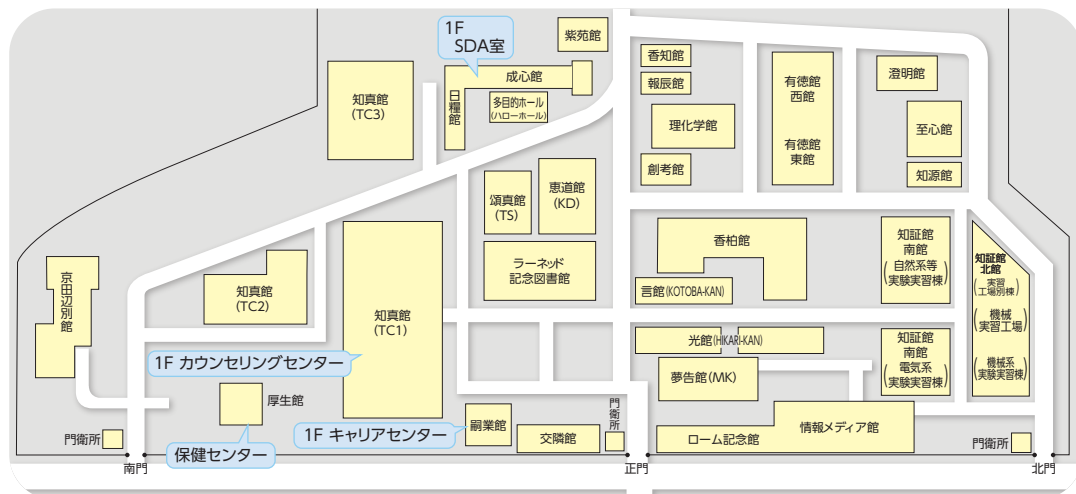 1F
SDA室
紫苑館
成心館
日糧館
多目的ホール
(ハローホール)
知真館
(TC3)
香知館
報辰館
理化学館
創考館
有徳館
西館
有徳館
東館
澄明館
至心館
知源館
頌真館
(TS)
恵道館
(KD)
ラーネッド
記念図書館
香柏館
言館(KOTOBA-KAN)
知証館
南館
(自然系等
実験実習棟)
知証館
北館
(実習
工場別棟)
(機械
実習工場)
(機械系
実験実習棟)
京田辺別館
知真館
(TC2)
知真館
(TC1)
光館(HIKARI-KAN)
夢告館(MK)
知証館
南館
(電気系
実験実習棟)
1F カウンセリングセンター
厚生館
保健センター
1F キャリアセンター
嗣業館
交隣館
門衛所
ローム記念館
情報メディア館
門衛所
門衛所
南門
正門
北門